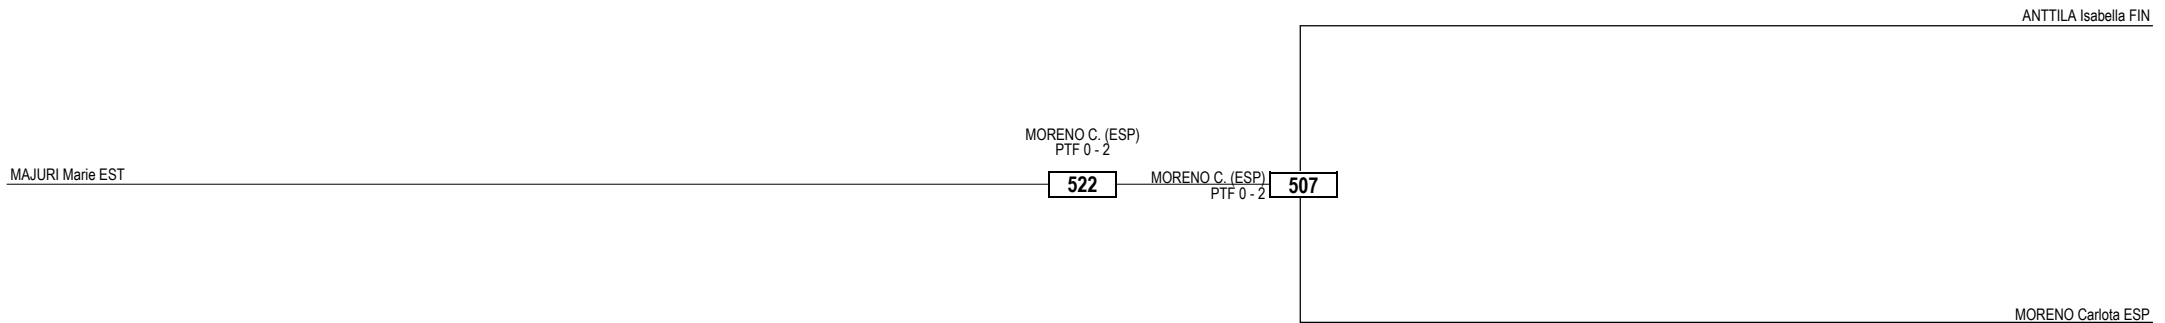 ANTTILA Isabella FIN
MORENO C. (ESP)
PTF 0 - 2
MAJURI Marie EST
522
MORENO C. (ESP)
PTF 0 - 2
507
MORENO Carlota ESP